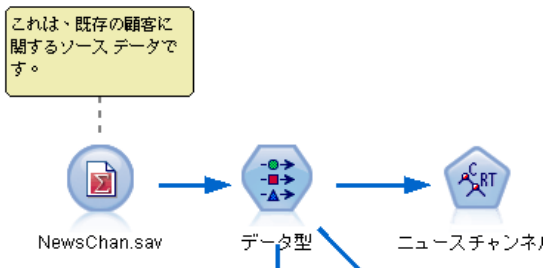 これは、既存の顧客に
関するソース データで
す。
NewsChan.sav
データ型
ニュースチャンネル
C
RT